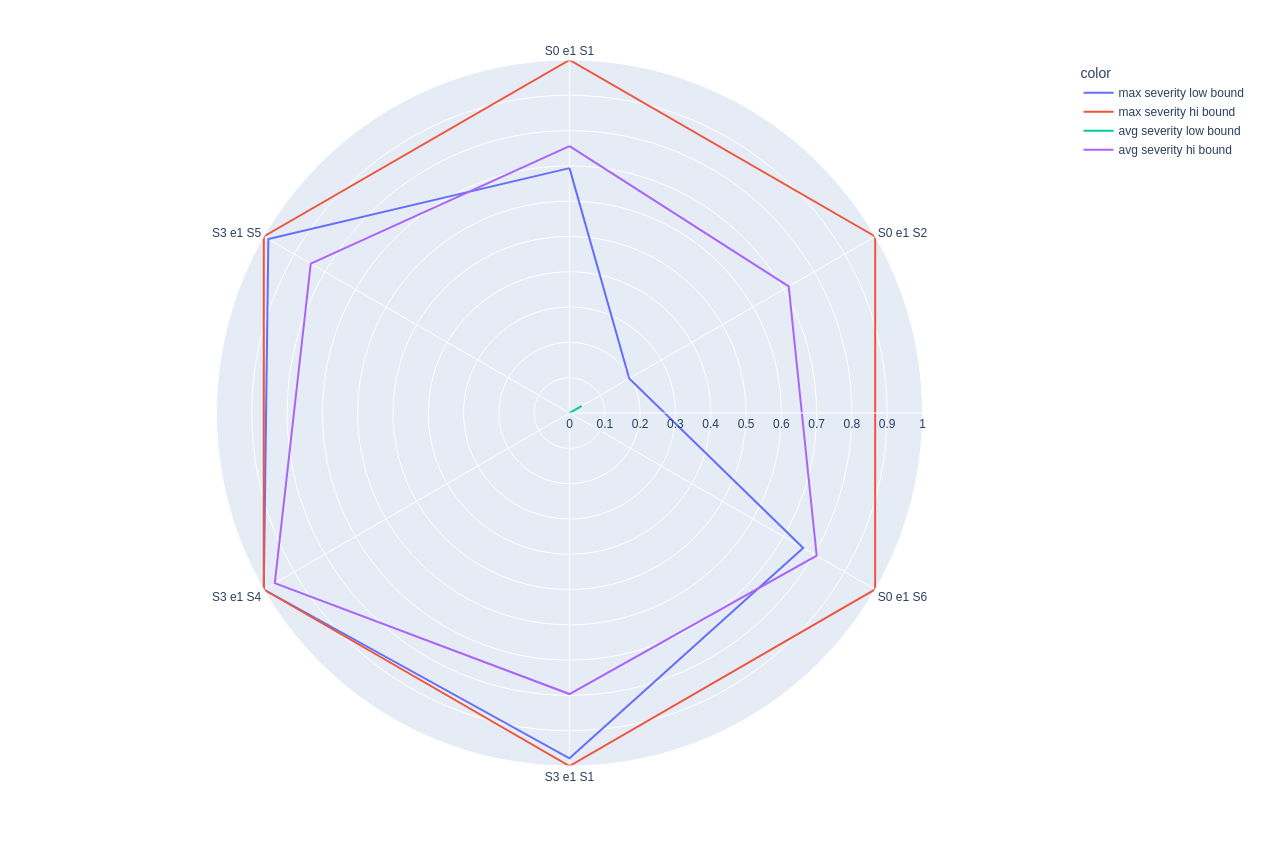 S0 e1 S1
color
max severity low bound
max severity hi bound
avg severity low bound
avg severity hi bound
S3 e1 S5
S0 e1 S2
0 0.1 0.2 0.3 0.4 0.5 0.6 0.7 0.8 0.9 1
S3 e1 S4
S0 e1 S6
S3 e1 S1